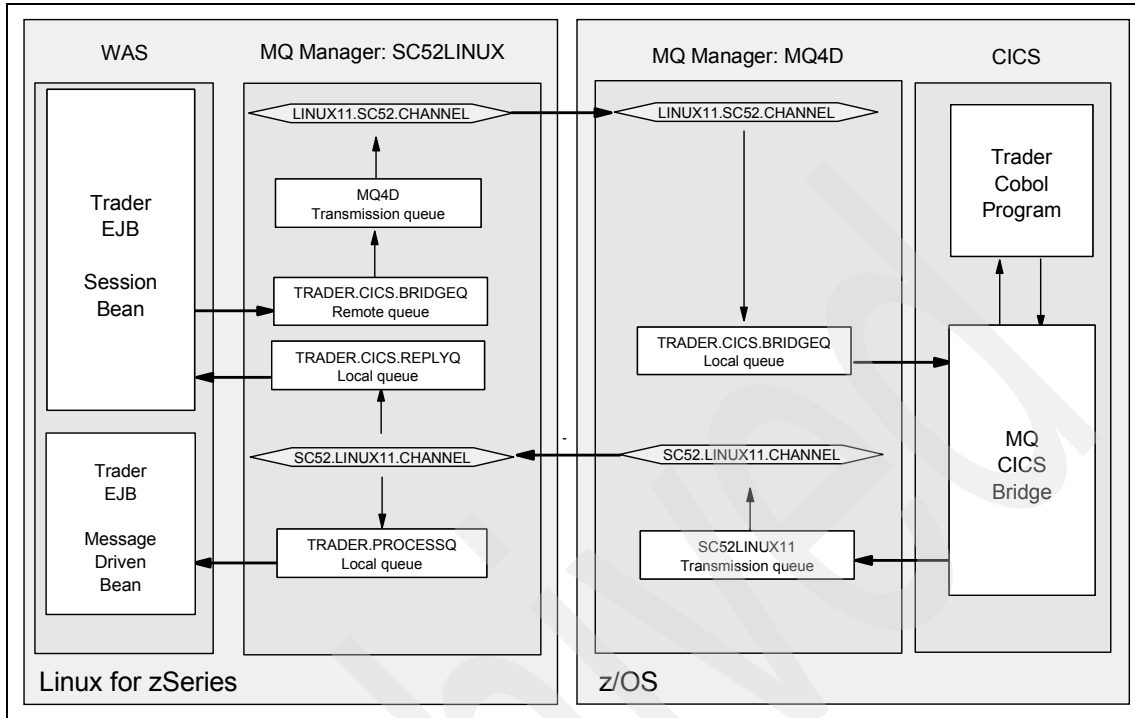 WAS
MQ Manager: SC52LINUX
MQ Manager: MQ4D
CICS
LINUX11.SC52.CHANNEL
LINUX11.SC52.CHANNEL
Trader
EJB
Session
Bean
MQ4D
Transmission queue
TRADER.CICS.BRIDGEQ
Remote queue
TRADER.CICS.REPLYQ
Local queue
SC52.LINUX11.CHANNEL
TRADER.PROCESSQ
Local queue
Trader
EJB
Message
Driven
Bean
Linux for zSeries
TRADER.CICS.BRIDGEQ
Local queue
-
SC52.LINUX11.CHANNEL
SC52LINUX11
Transmission queue
Trader
Cobol
Program
MQ
CICS
Bridge
z/OS